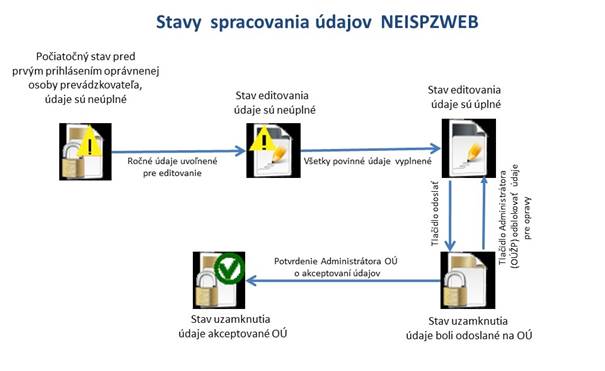 Stavy spracovania údajov NEISPZWEB
Počiatočný stav pred
prvým prihlásením oprávnenej
osoby prevádzkovateľa,
údaje sú neúplné
Stav editovania
údaje sú neúplné
Stav editovania
údaje sú úplné
Ročné údaje uvoľnené
pre editovanie
Všetky povinné údaje vyplnené
Tlačidlo odoslať
Tlačidlo Administrátora
(OÚŽP) odblokovať údaje
pre opravy
Potvrdenie Administrátora OÚ
o akceptovaní údajov
Stav uzamknutia
údaje akceptované OÚ
Stav uzamknutia
údaje boli odoslané na OÚ